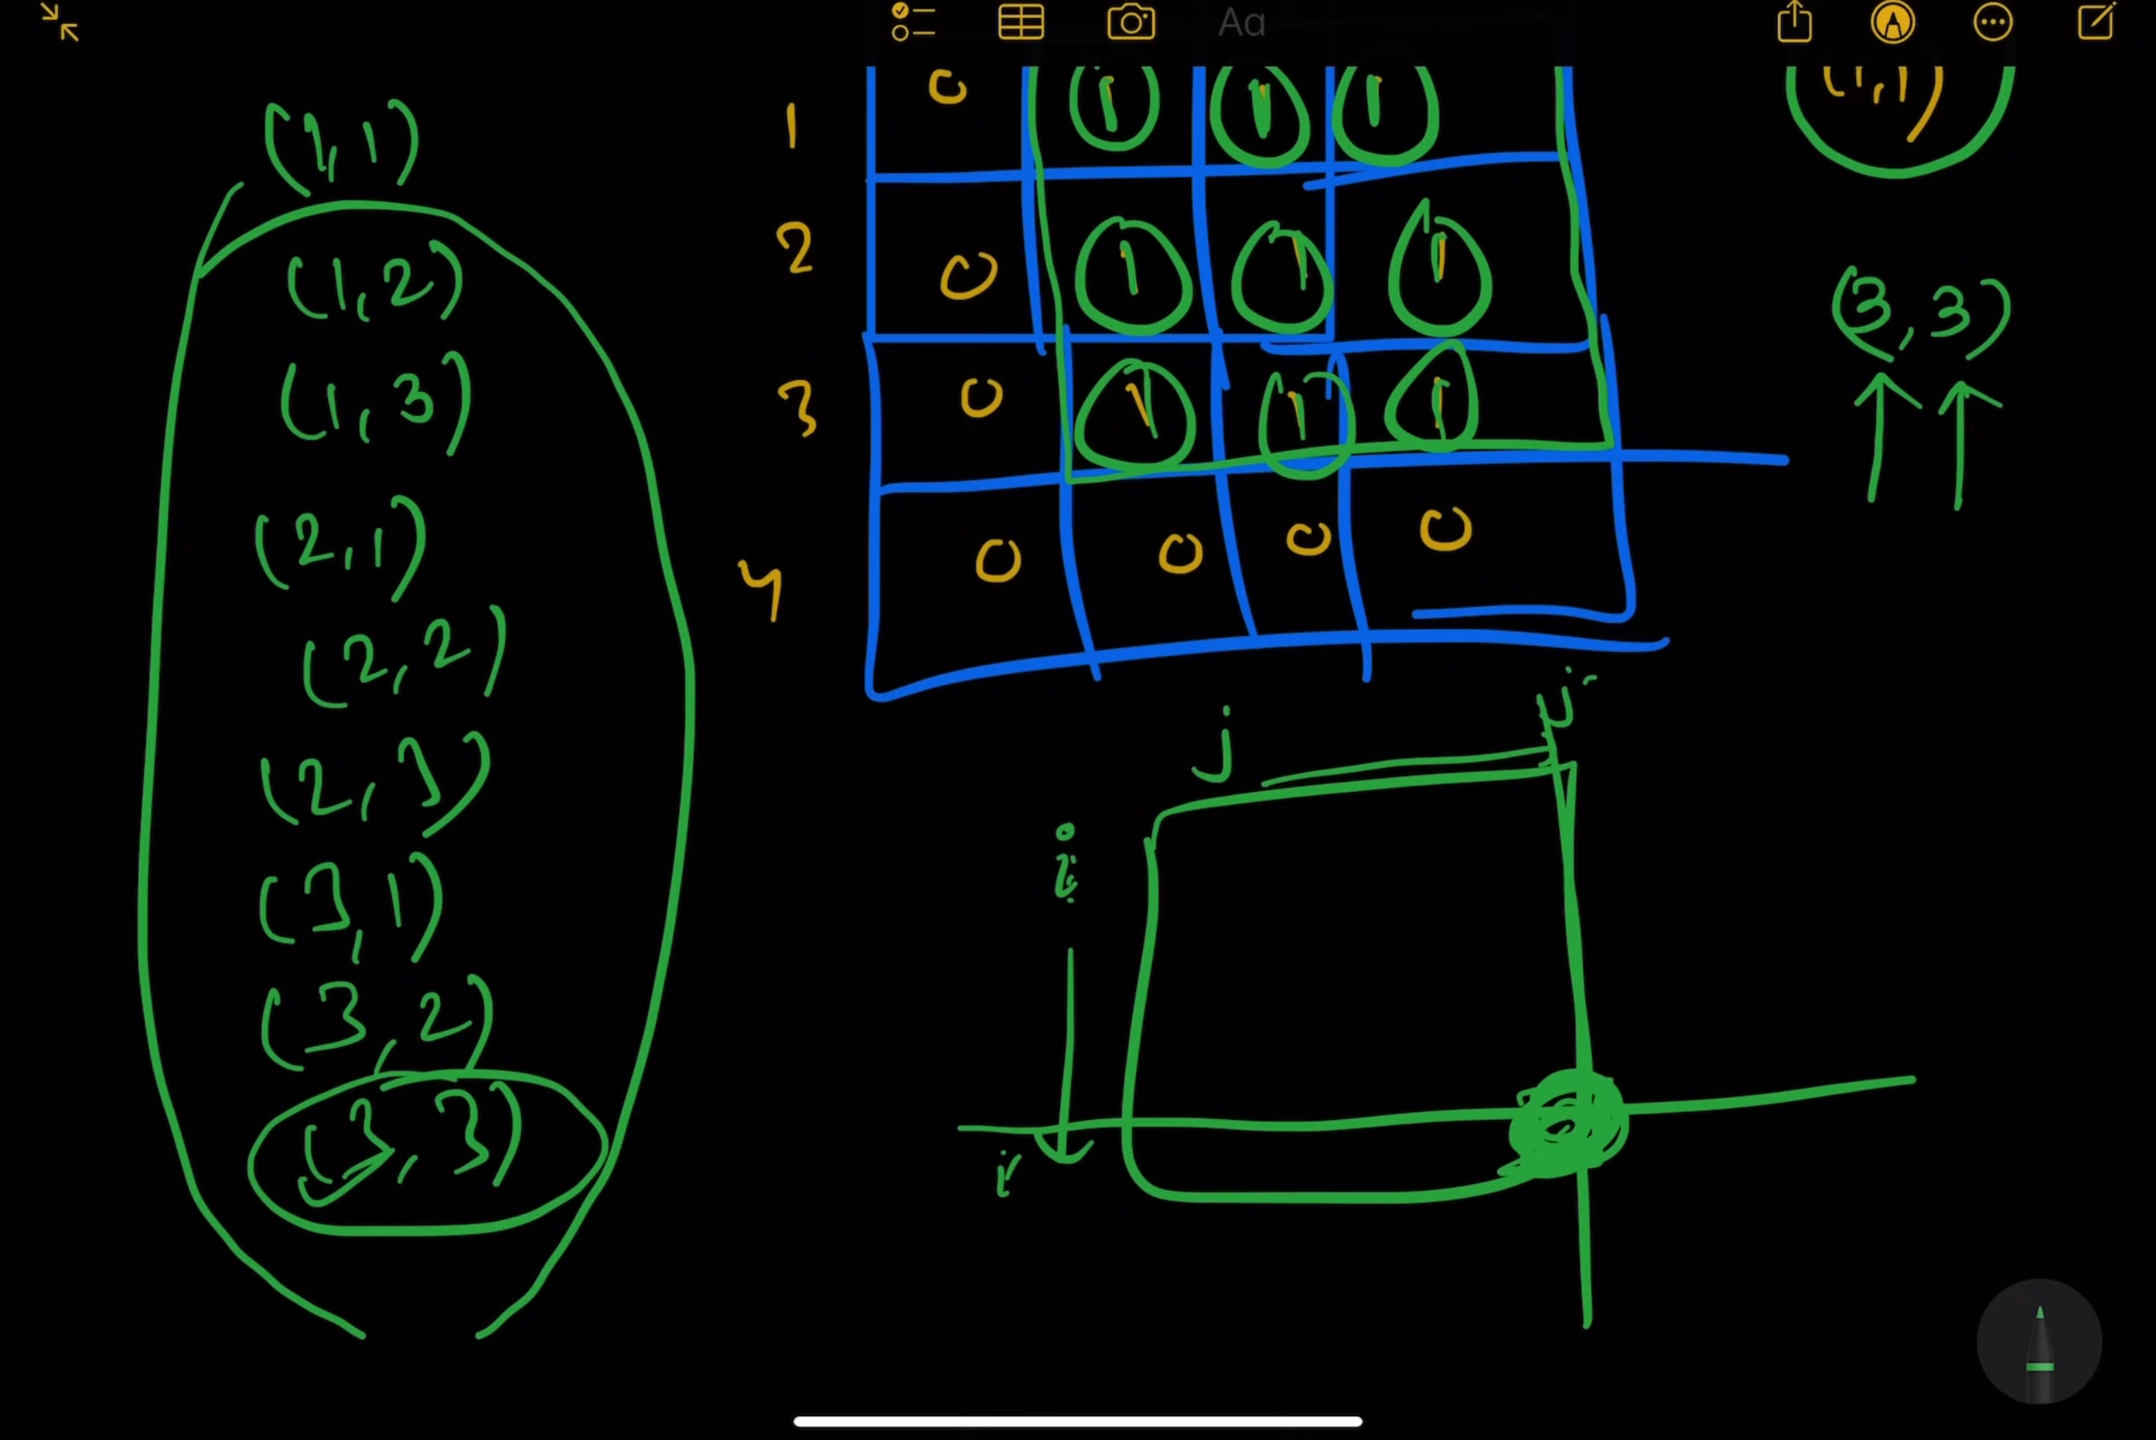 Aa
(1,1)
(1,2)
(1,3)
(2,1)
(2,2)
(2,3)
(3,1)
(3,2)
(3,3)
1 0 1 1 1
2 0 1 1 1
3 0 1 1 1
4 0 0 0 0
(1,1)
(3,3)
j j'
i
i'